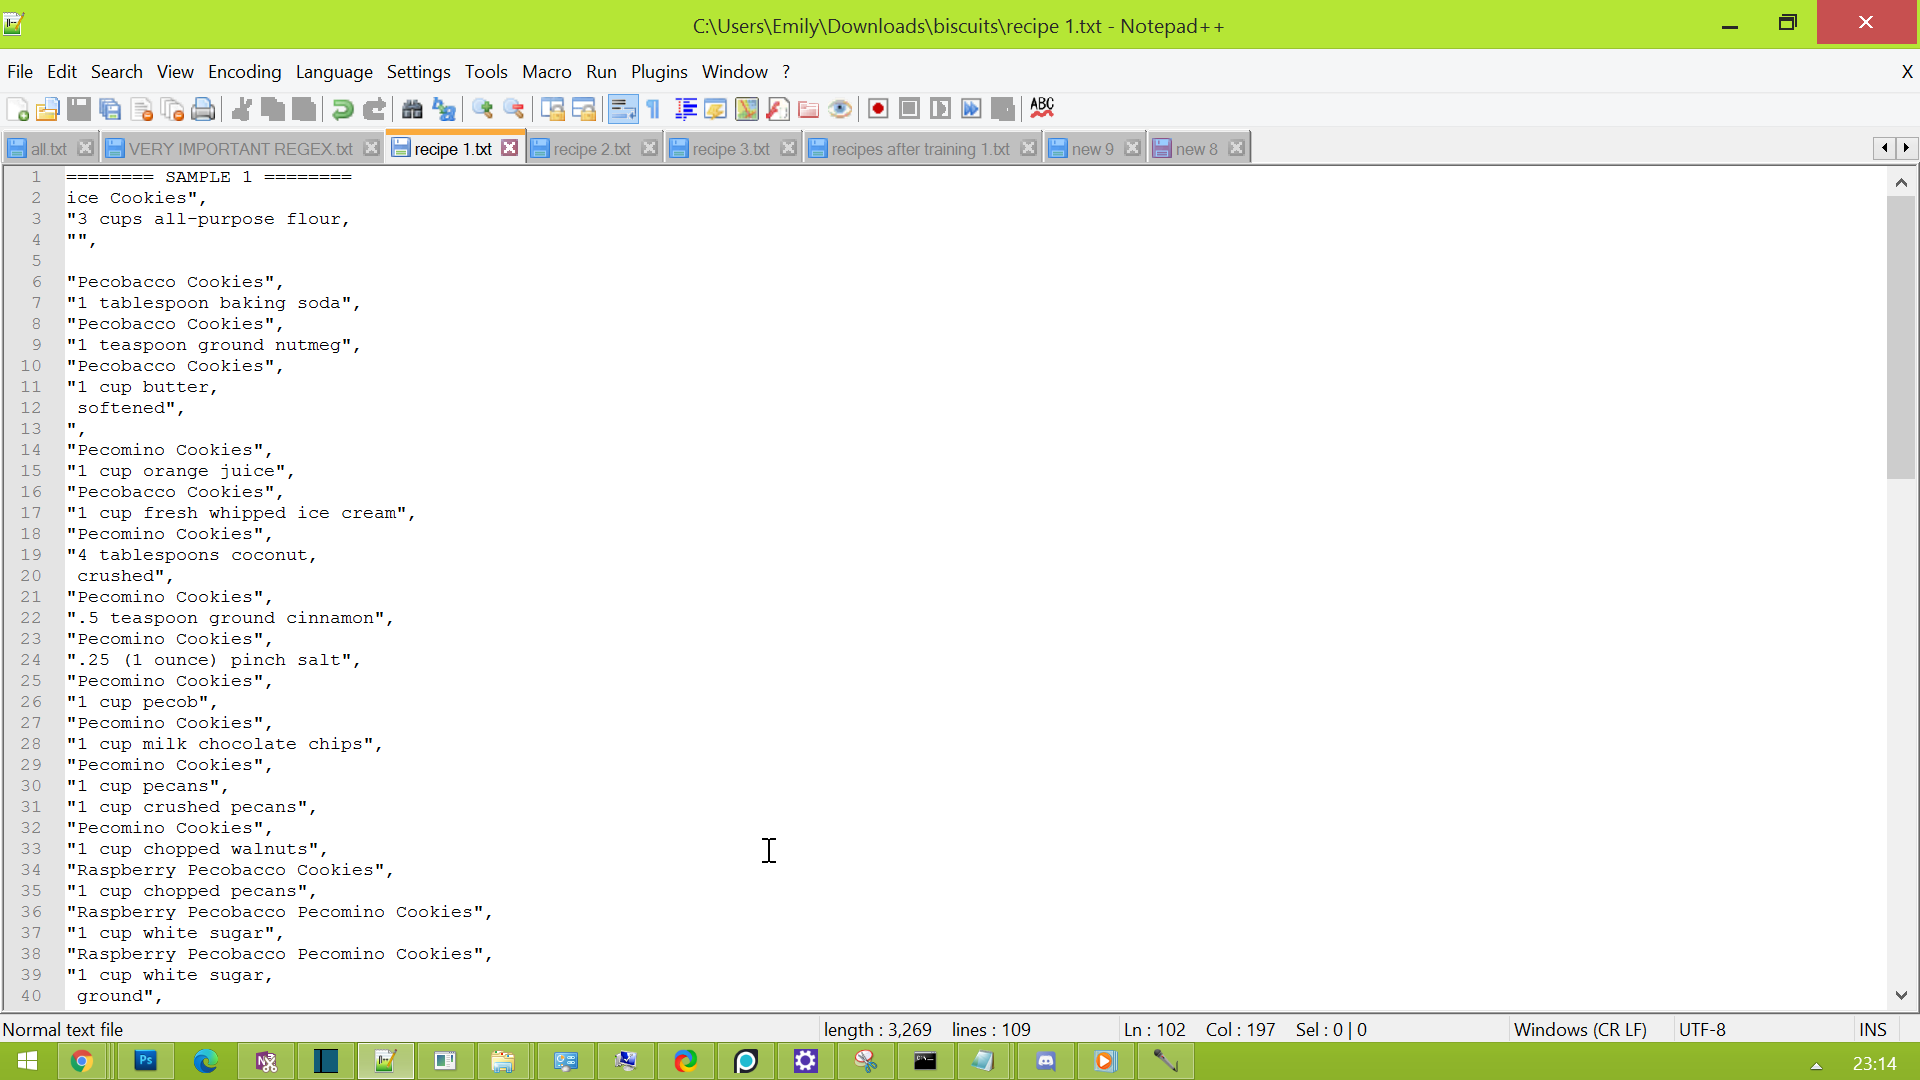 C:\Users\Emily\Downloads\biscuits\recipe 1.txt - Notepad++
File Edit Search View Encoding Language Settings Tools Macro Run Plugins Window ? X
ABC
all.txt VERY IMPORTANT REGEX.txt recipe 1.txt recipe 2.txt recipe 3.txt recipes after training 1.txt new 9 new 8
1 ======== SAMPLE 1 ========
2 ice Cookies",
3 "3 cups all-purpose flour,
4 "",
5
6 "Pecobacco Cookies",
7 "1 tablespoon baking soda",
8 "Pecobacco Cookies",
9 "1 teaspoon ground nutmeg",
10 "Pecobacco Cookies",
11 "1 cup butter,
12 softened",
13 ",
14 "Pecomino Cookies",
15 "1 cup orange juice",
16 "Pecobacco Cookies",
17 "1 cup fresh whipped ice cream",
18 "Pecomino Cookies",
19 "4 tablespoons coconut,
20 crushed",
21 "Pecomino Cookies",
22 ".5 teaspoon ground cinnamon",
23 "Pecomino Cookies",
24 ".25 (1 ounce) pinch salt",
25 "Pecomino Cookies",
26 "1 cup pecob",
27 "Pecomino Cookies",
28 "1 cup milk chocolate chips",
29 "Pecomino Cookies",
30 "1 cup pecans",
31 "1 cup crushed pecans",
32 "Pecomino Cookies",
33 "1 cup chopped walnuts",
34 "Raspberry Pecobacco Cookies",
35 "1 cup chopped pecans",
36 "Raspberry Pecobacco Pecomino Cookies",
37 "1 cup white sugar",
38 "Raspberry Pecobacco Pecomino Cookies",
39 "1 cup white sugar,
40 ground",
Normal text file length : 3,269 lines : 109 Ln : 102 Col : 197 Sel : 0 | 0 Windows (CR LF) UTF-8 INS
Ps 23:14